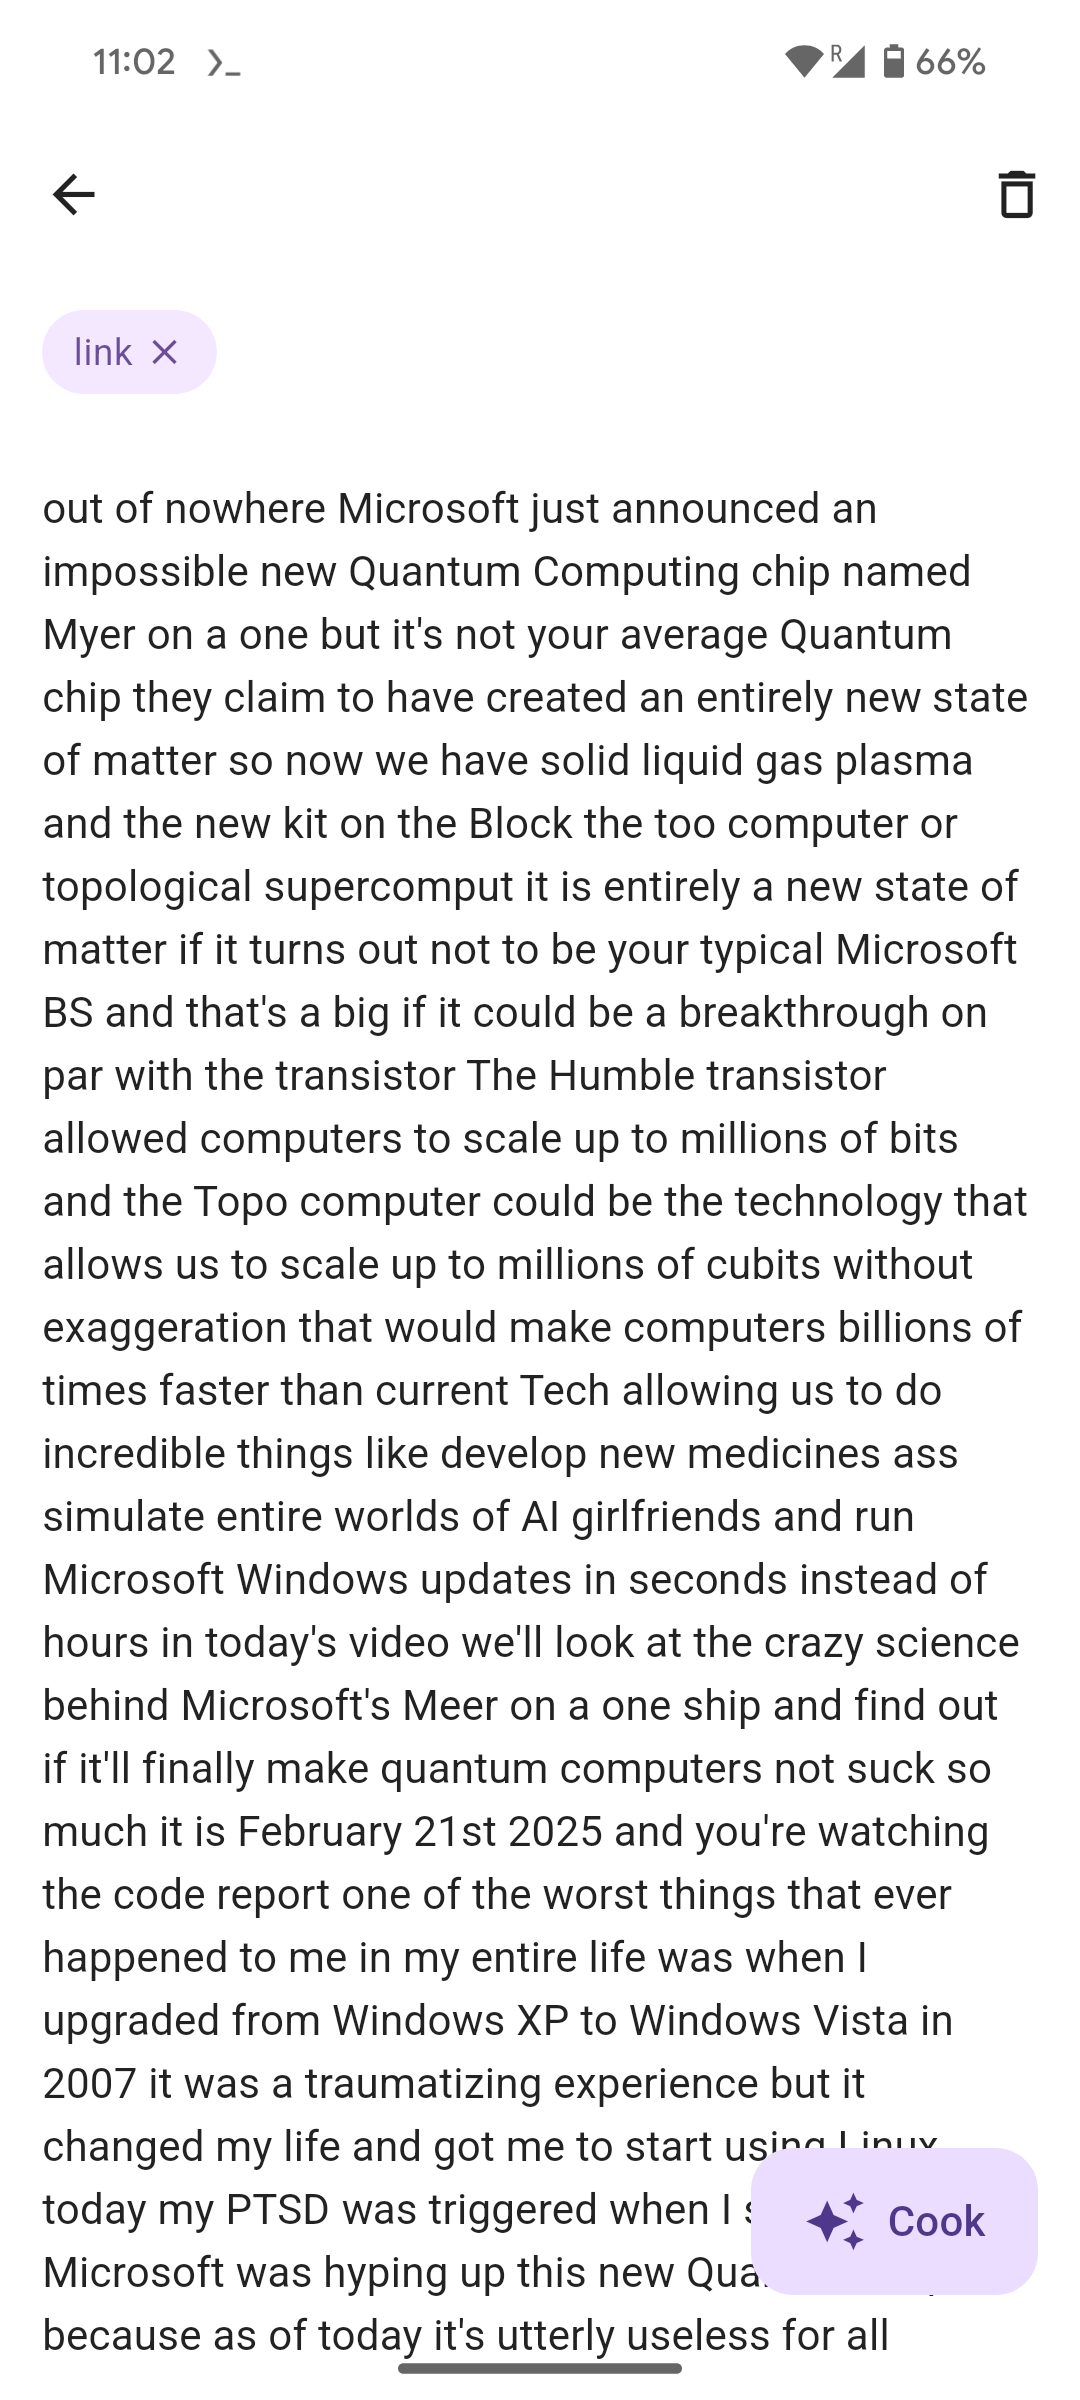 11:02
R
66%
link
out of nowhere Microsoft just announced an
impossible new Quantum Computing chip named
Myer on a one but it's not your average Quantum
chip they claim to have created an entirely new state
of matter so now we have solid liquid gas plasma
and the new kit on the Block the too computer or
topological supercomput it is entirely a new state of
matter if it turns out not to be your typical Microsoft
BS and that's a big if it could be a breakthrough on
par with the transistor The Humble transistor
allowed computers to scale up to millions of bits
and the Topo computer could be the technology that
allows us to scale up to millions of cubits without
exaggeration that would make computers billions of
times faster than current Tech allowing us to do
incredible things like develop new medicines ass
simulate entire worlds of AI girlfriends and run
Microsoft Windows updates in seconds instead of
hours in today's video we'll look at the crazy science
behind Microsoft's Meer on a one ship and find out
if it'll finally make quantum computers not suck so
much it is February 21st 2025 and you're watching
the code report one of the worst things that ever
happened to me in my entire life was when I
upgraded from Windows XP to Windows Vista in
2007 it was a traumatizing experience but it
changed my life and got me to start using Linux
today my PTSD was triggered when I
Microsoft was hyping up this new
because as of today it's utterly useless for all
Cook